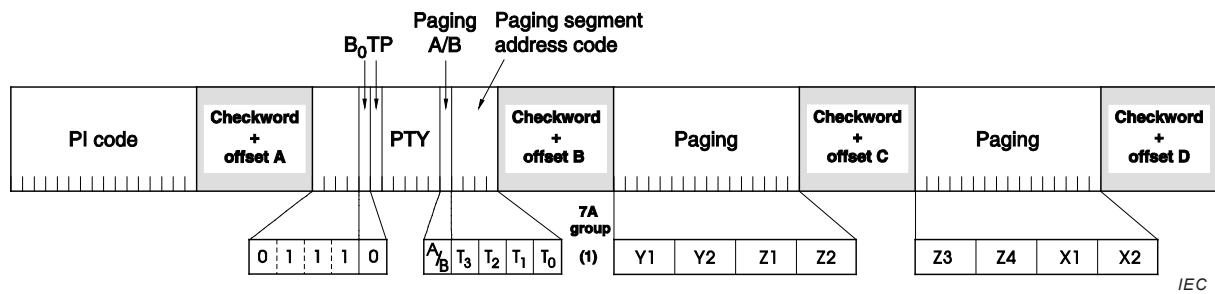 Paging
A/B
Paging segment
address code
B₀ TP
PI code
Checkword
+
offset A
PTY
Checkword
+
offset B
Paging
Checkword
+
offset C
Paging
Checkword
+
offset D
7A
group
(1)
0 1 1 1 0
A/B T₃ T₂ T₁ T₀
Y1 Y2 Z1 Z2
Z3 Z4 X1 X2
IEC